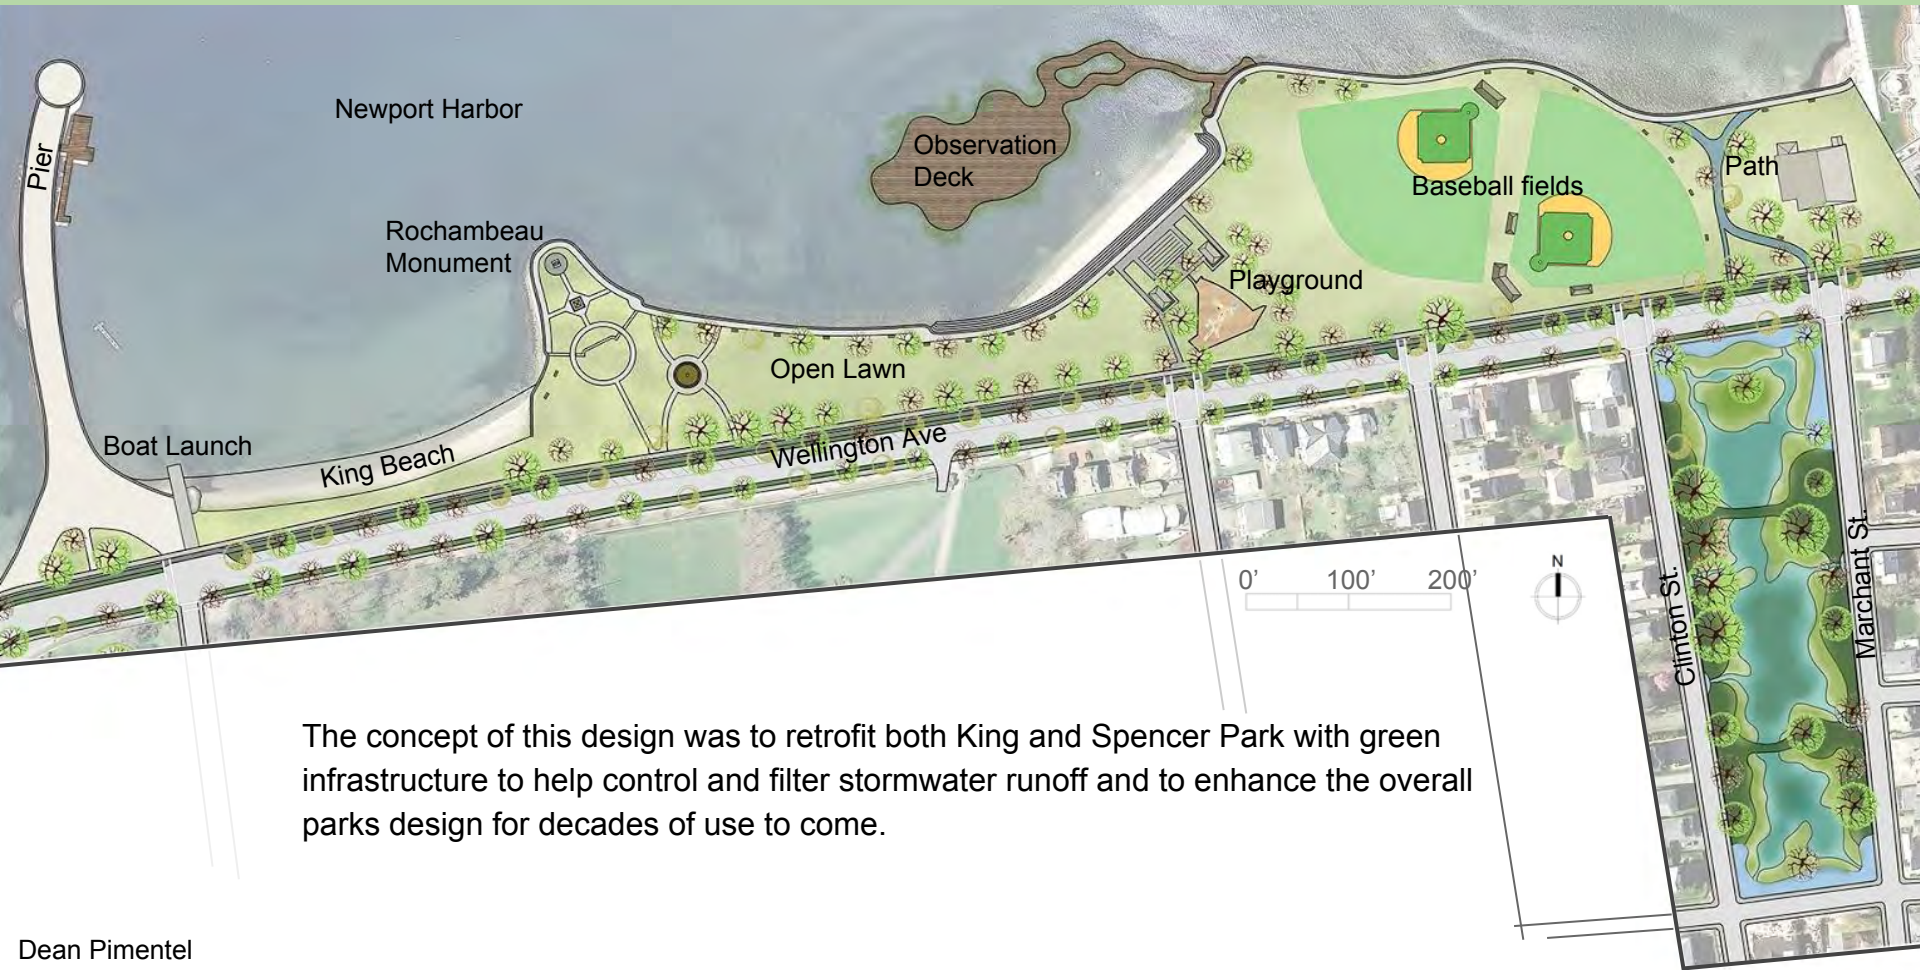 Newport Harbor
Pier
Observation
Deck
Path
Baseball fields
Rochambeau
Monument
Playground
Open Lawn
Boat Launch
King Beach
Wellington Ave
0' 100' 200'
N
Clinton St.
Marchant St.
The concept of this design was to retrofit both King and Spencer Park with green
infrastructure to help control and filter stormwater runoff and to enhance the overall
parks design for decades of use to come.
Dean Pimentel